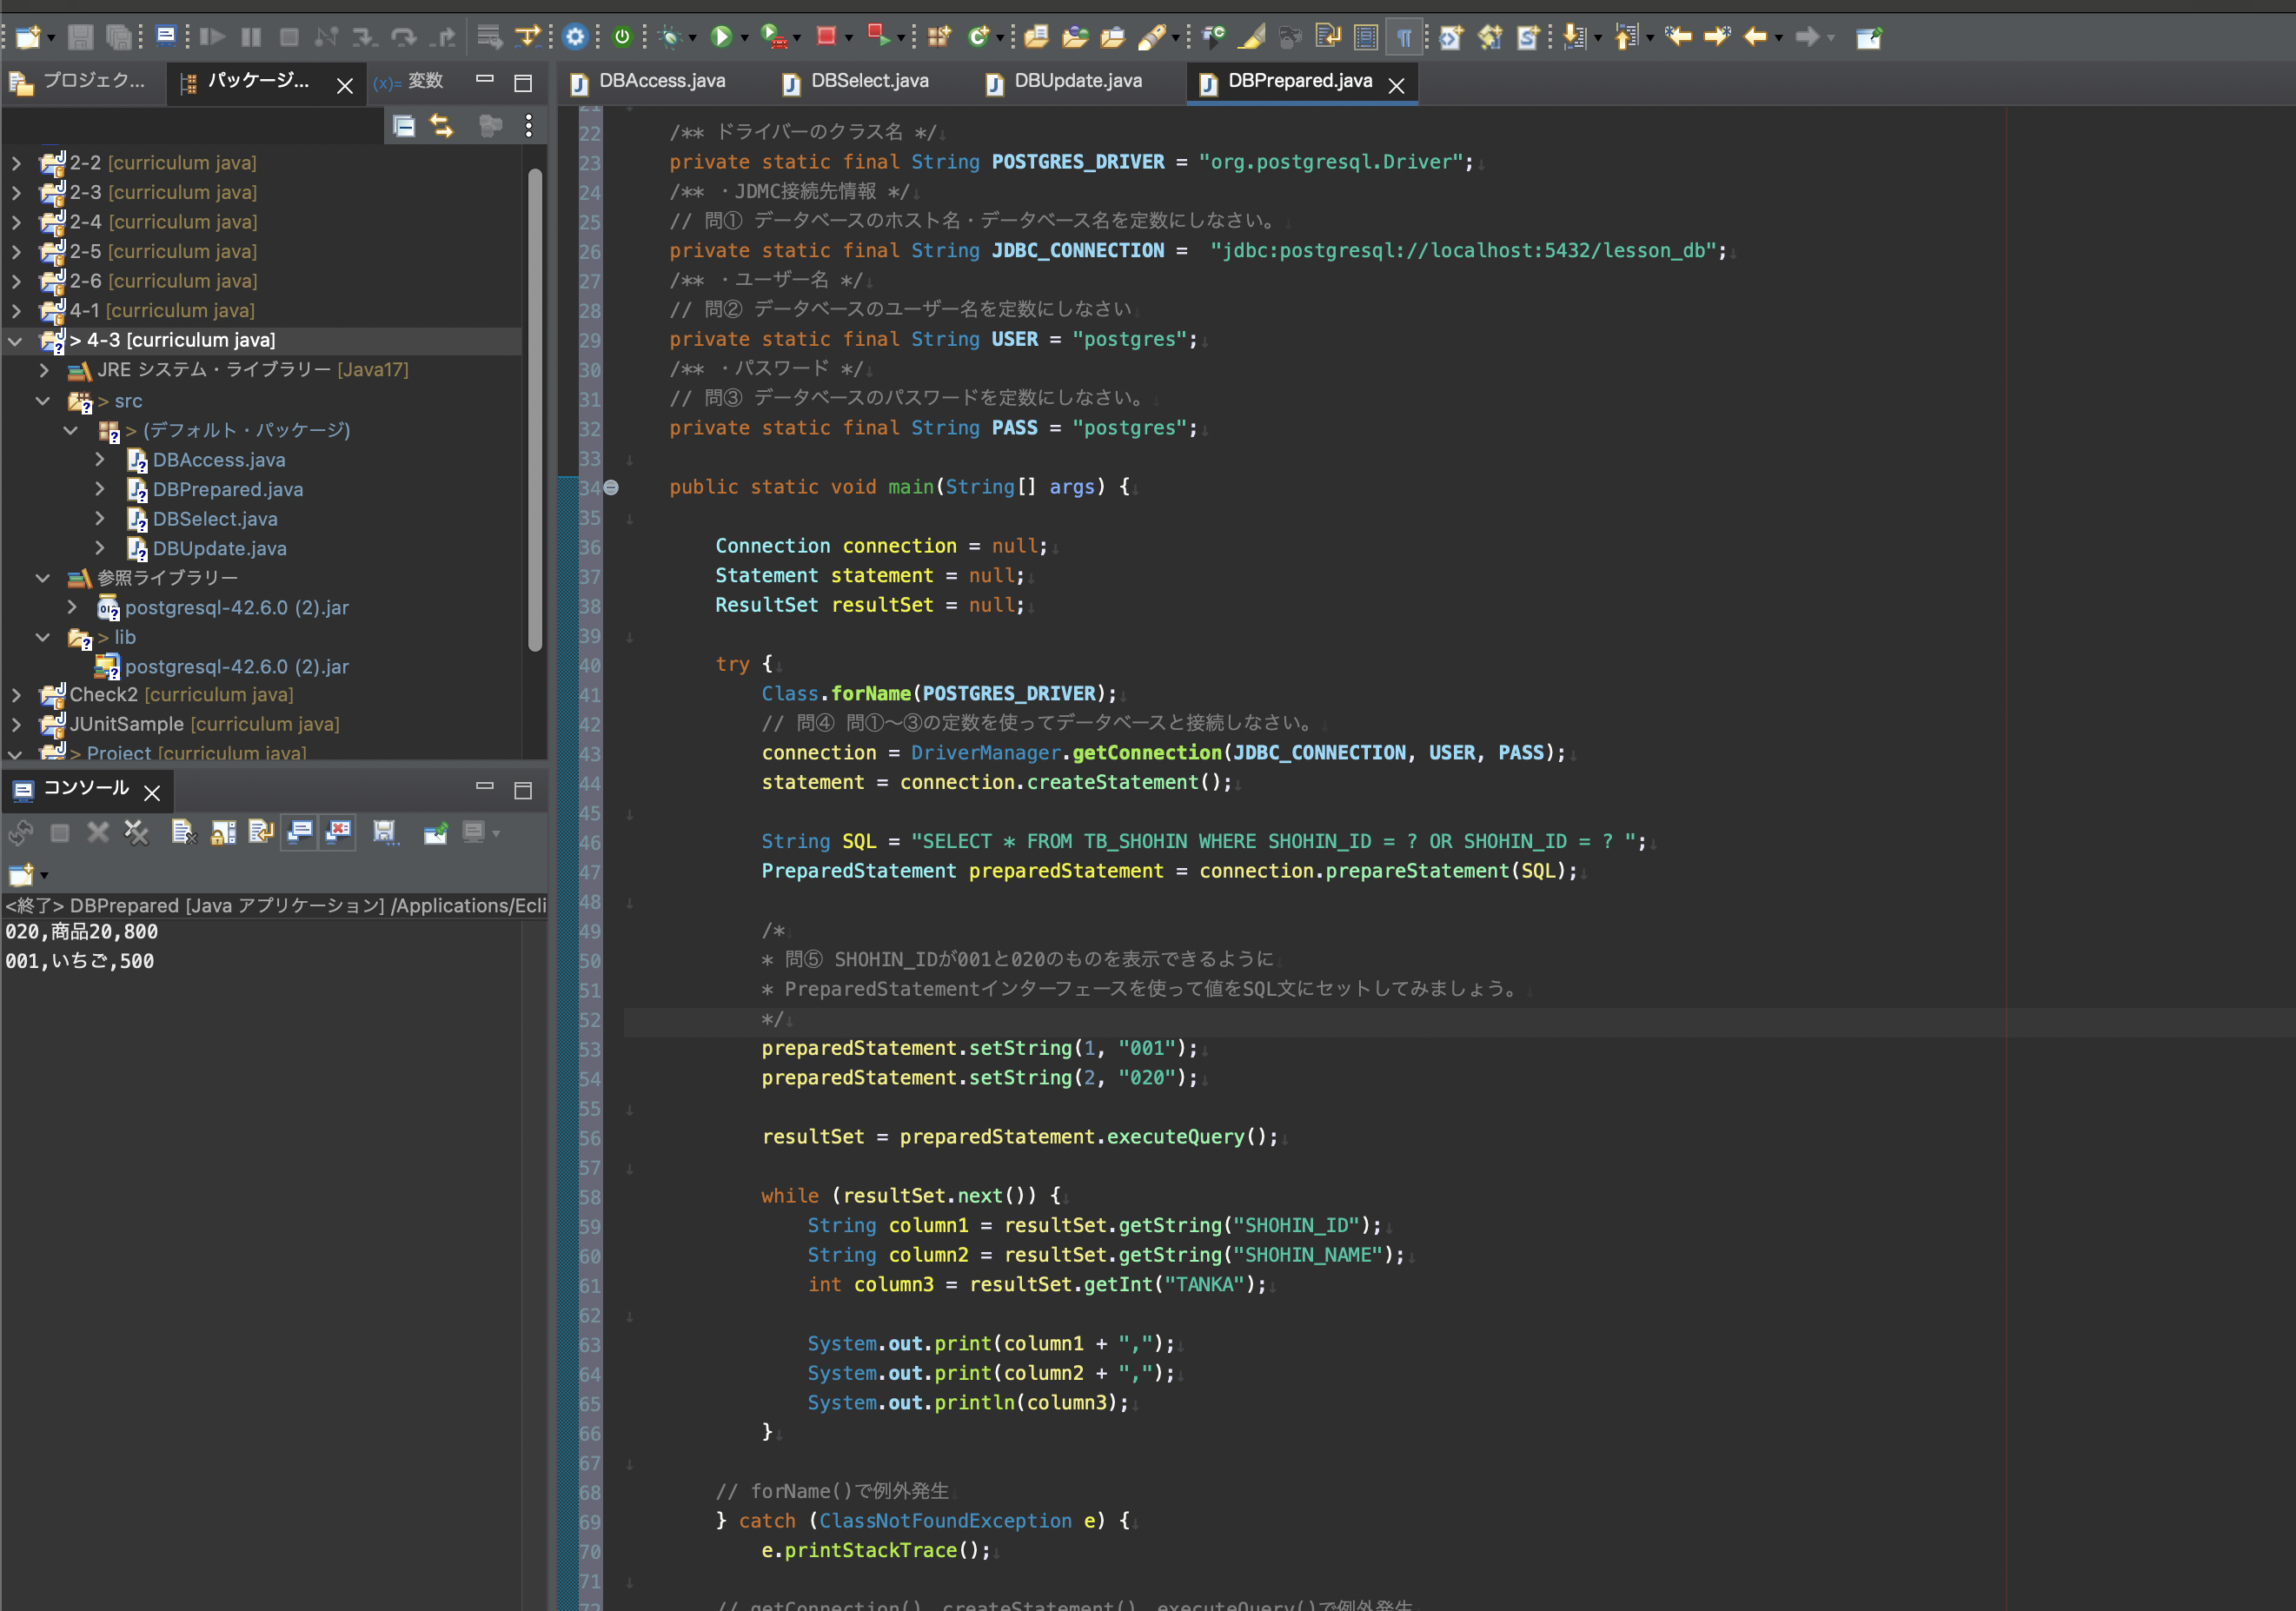 プロジェク...
パッケージ...
(x)= 変数
DBAccess.java
DBSelect.java
DBUpdate.java
DBPrepared.java
2-2 [curriculum java]
2-3 [curriculum java]
2-4 [curriculum java]
2-5 [curriculum java]
2-6 [curriculum java]
4-1 [curriculum java]
> 4-3 [curriculum java]
JRE システム・ライブラリー [Java17]
> src
> (デフォルト・パッケージ)
DBAccess.java
DBPrepared.java
DBSelect.java
DBUpdate.java
参照ライブラリー
postgresql-42.6.0 (2).jar
> lib
postgresql-42.6.0 (2).jar
Check2 [curriculum java]
JUnitSample [curriculum java]
> Project [curriculum java]
コンソール
<終了> DBPrepared [Java アプリケーション] /Applications/Ecli
020,商品20,800
001,いちご,500
21
22 /** ドライバーのクラス名 */
23 private static final String POSTGRES_DRIVER = "org.postgresql.Driver";
24 /** ・JDMC接続先情報 */
25 // 問① データベースのホスト名・データベース名を定数にしなさい。
26 private static final String JDBC_CONNECTION =  "jdbc:postgresql://localhost:5432/lesson_db";
27 /** ・ユーザー名 */
28 // 問② データベースのユーザー名を定数にしなさい
29 private static final String USER = "postgres";
30 /** ・パスワード */
31 // 問③ データベースのパスワードを定数にしなさい。
32 private static final String PASS = "postgres";
33
34 public static void main(String[] args) {
35
36 Connection connection = null;
37 Statement statement = null;
38 ResultSet resultSet = null;
39
40 try {
41 Class.forName(POSTGRES_DRIVER);
42 // 問④ 問①〜③の定数を使ってデータベースと接続しなさい。
43 connection = DriverManager.getConnection(JDBC_CONNECTION, USER, PASS);
44 statement = connection.createStatement();
45
46 String SQL = "SELECT * FROM TB_SHOHIN WHERE SHOHIN_ID = ? OR SHOHIN_ID = ? ";
47 PreparedStatement preparedStatement = connection.prepareStatement(SQL);
48
49 /*
50 * 問⑤ SHOHIN_IDが001と020のものを表示できるように
51 * PreparedStatementインターフェースを使って値をSQL文にセットしてみましょう。
52 */
53 preparedStatement.setString(1, "001");
54 preparedStatement.setString(2, "020");
55
56 resultSet = preparedStatement.executeQuery();
57
58 while (resultSet.next()) {
59 String column1 = resultSet.getString("SHOHIN_ID");
60 String column2 = resultSet.getString("SHOHIN_NAME");
61 int column3 = resultSet.getInt("TANKA");
62
63 System.out.print(column1 + ",");
64 System.out.print(column2 + ",");
65 System.out.println(column3);
66 }
67
68 // forName()で例外発生
69 } catch (ClassNotFoundException e) {
70 e.printStackTrace();
71
72 // getConnection()、createStatement()、executeQuery()で例外発生